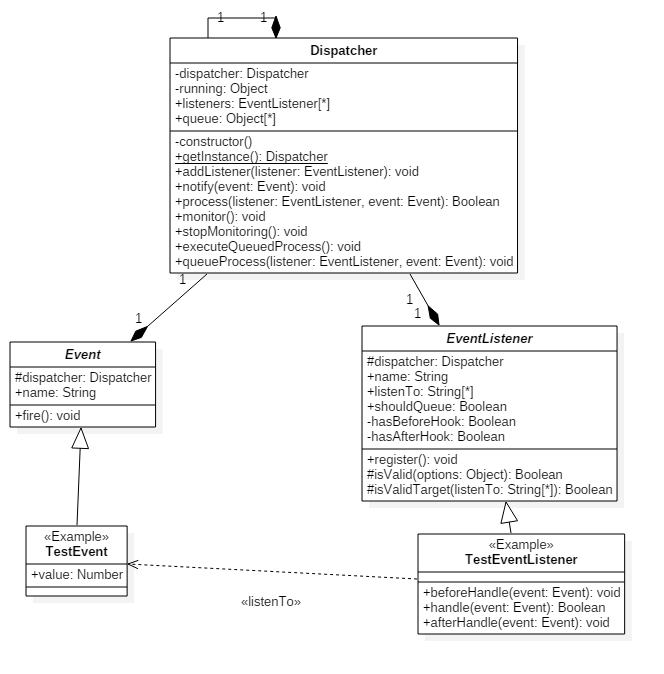 1 1
Dispatcher
-dispatcher: Dispatcher
-running: Object
+listeners: EventListener[*]
+queue: Object[*]
-constructor()
+getInstance(): Dispatcher
+addListener(listener: EventListener): void
+notify(event: Event): void
+process(listener: EventListener, event: Event): Boolean
+monitor(): void
+stopMonitoring(): void
+executeQueuedProcess(): void
+queueProcess(listener: EventListener, event: Event): void
1
1
1
1
Event
#dispatcher: Dispatcher
+name: String
+fire(): void
EventListener
#dispatcher: Dispatcher
+name: String
+listenTo: String[*]
+shouldQueue: Boolean
-hasBeforeHook: Boolean
-hasAfterHook: Boolean
+register(): void
#isValid(options: Object): Boolean
#isValidTarget(listenTo: String[*]): Boolean
«Example»
TestEvent
+value: Number
«listenTo»
«Example»
TestEventListener
+beforeHandle(event: Event): void
+handle(event: Event): Boolean
+afterHandle(event: Event): void